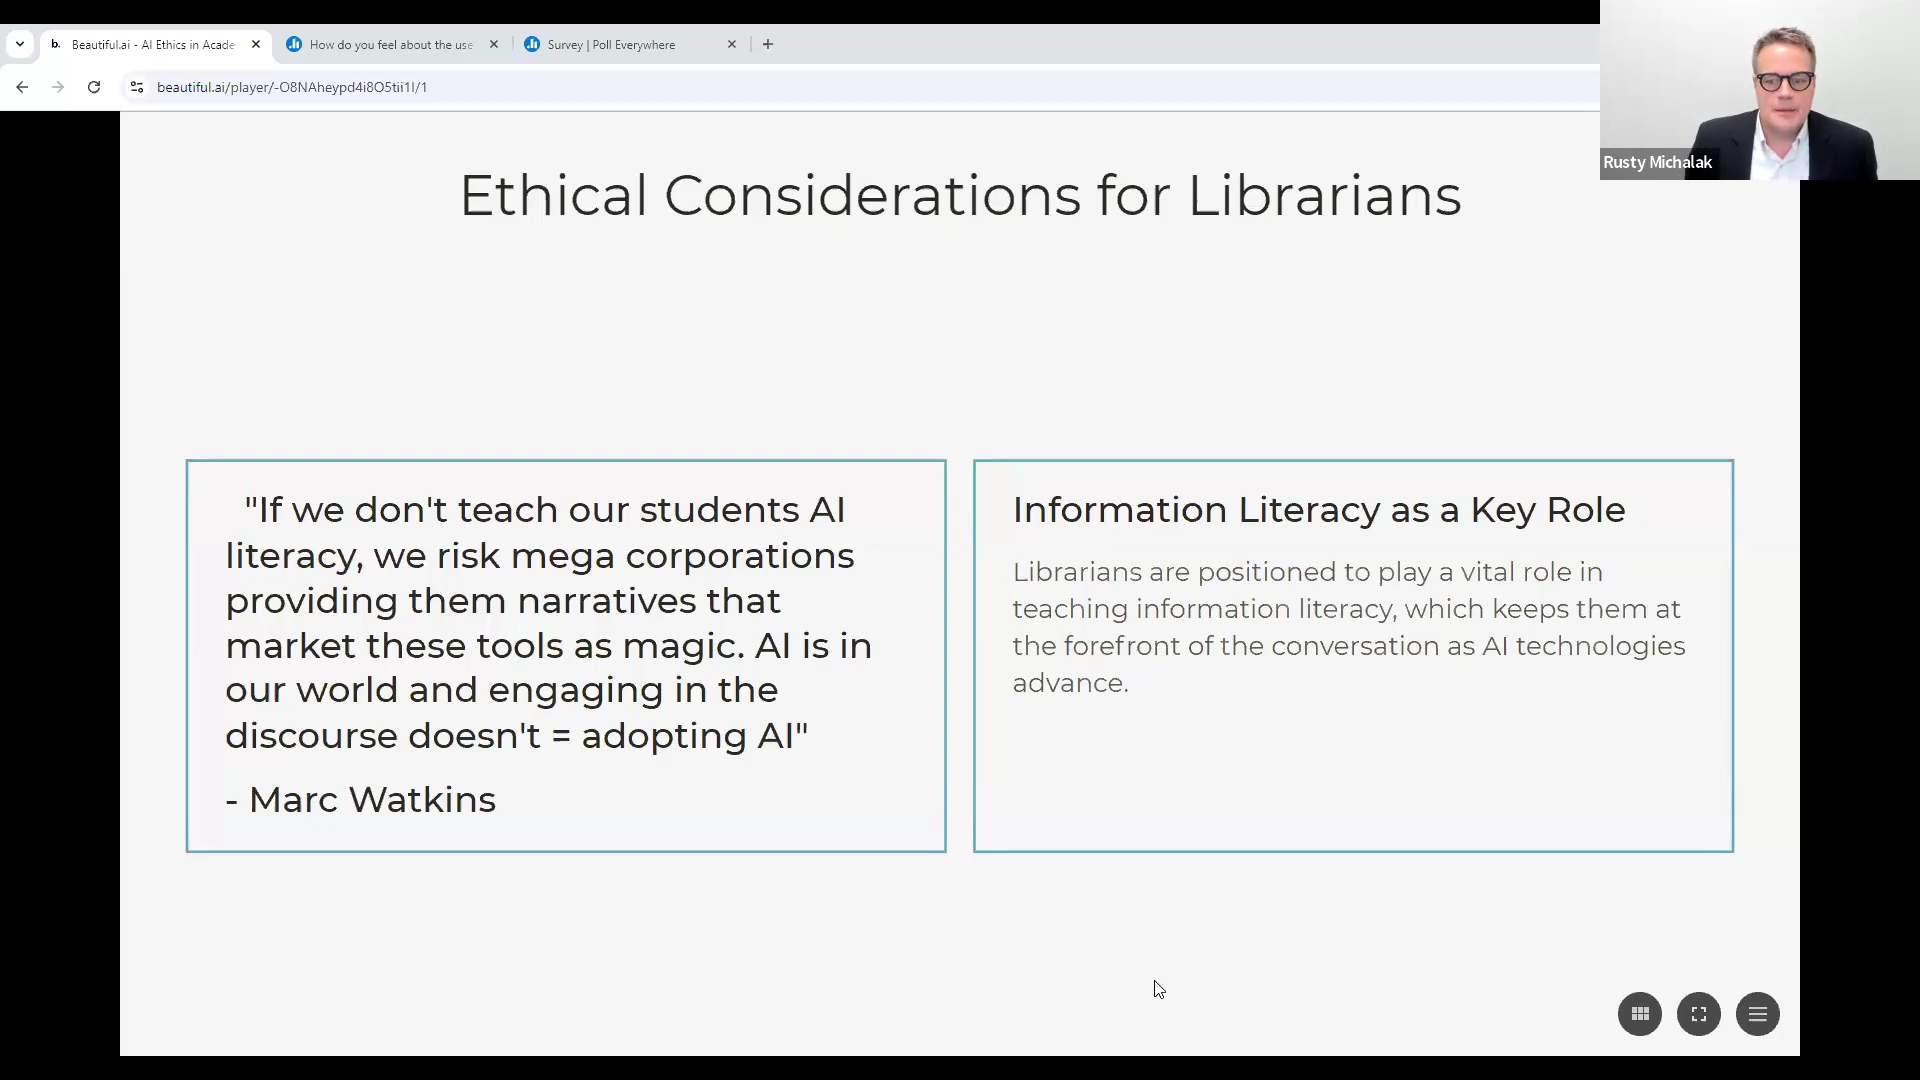 b. Beautiful.ai - AI Ethics in Acade
How do you feel about the use
Survey | Poll Everywhere
beautiful.ai/player/-O8NAheypd4i8O5tii1I/1
Rusty Michalak
Ethical Considerations for Librarians
"If we don't teach our students AI
literacy, we risk mega corporations
providing them narratives that
market these tools as magic. AI is in
our world and engaging in the
discourse doesn't = adopting AI"
- Marc Watkins
Information Literacy as a Key Role
Librarians are positioned to play a vital role in
teaching information literacy, which keeps them at
the forefront of the conversation as AI technologies
advance.